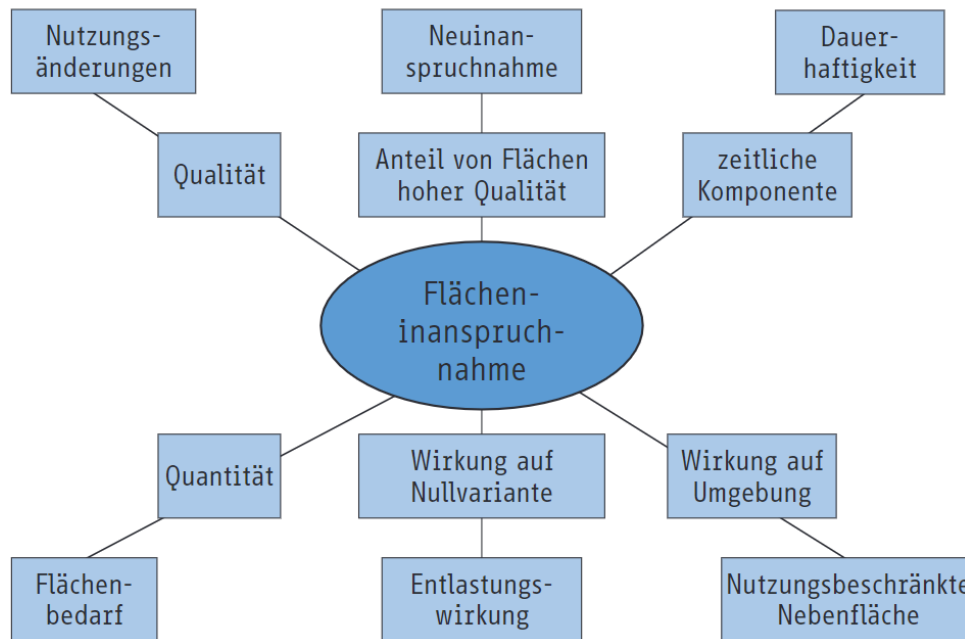 Nutzungs-
änderungen
Neuinan-
spruchnahme
Dauer-
haftigkeit
Qualität
Anteil von Flächen
hoher Qualität
zeitliche
Komponente
Flächen-
inanspruch-
nahme
Quantität
Wirkung auf
Nullvariante
Wirkung auf
Umgebung
Flächen-
bedarf
Entlastungs-
wirkung
Nutzungsbeschränkte
Nebenfläche